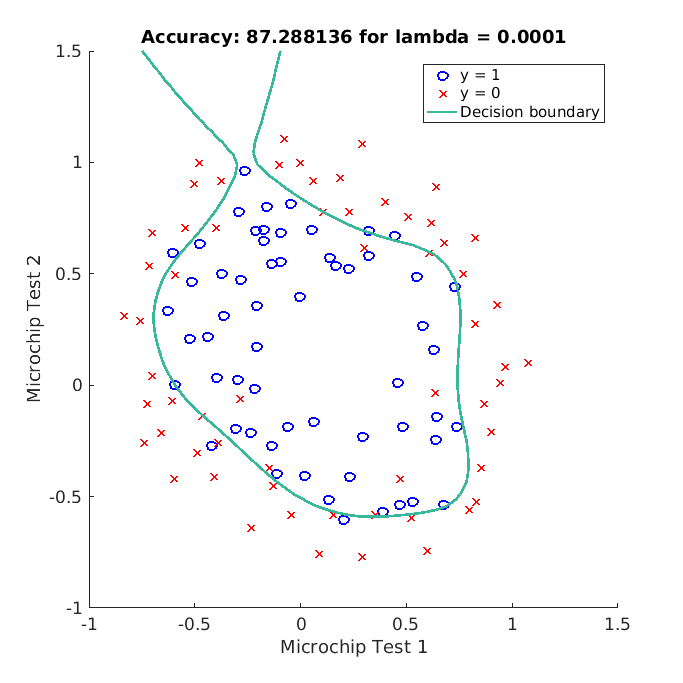 Accuracy: 87.288136 for lambda = 0.0001
y = 1
y = 0
Decision boundary
1.5
1
0.5
0
-0.5
-1
Microchip Test 2
-1
-0.5
0
0.5
1
1.5
Microchip Test 1